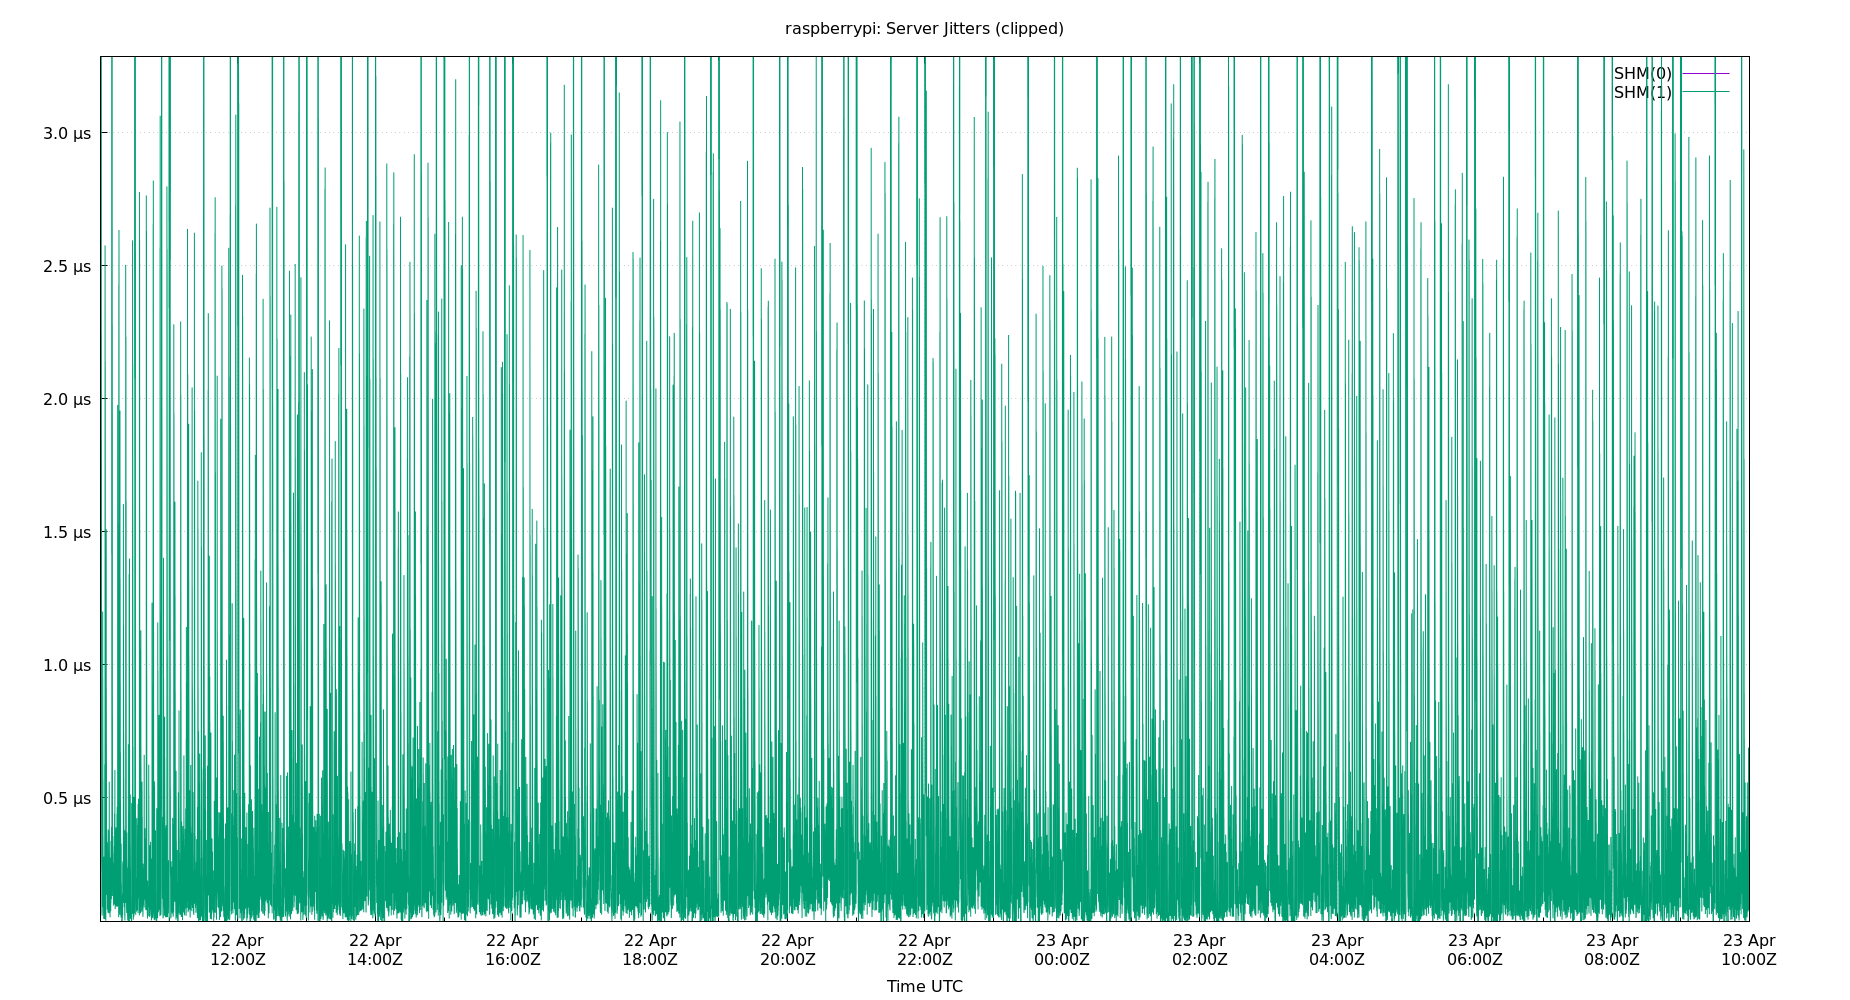 raspberrypi: Server Jitters (clipped)
SHM(0)
SHM(1)
3.0 µs
2.5 µs
2.0 µs
1.5 µs
1.0 µs
0.5 µs
22 Apr 22 Apr 22 Apr 22 Apr 22 Apr 22 Apr 23 Apr 23 Apr 23 Apr 23 Apr 23 Apr 23 Apr
12:00Z 14:00Z 16:00Z 18:00Z 20:00Z 22:00Z 00:00Z 02:00Z 04:00Z 06:00Z 08:00Z 10:00Z
Time UTC